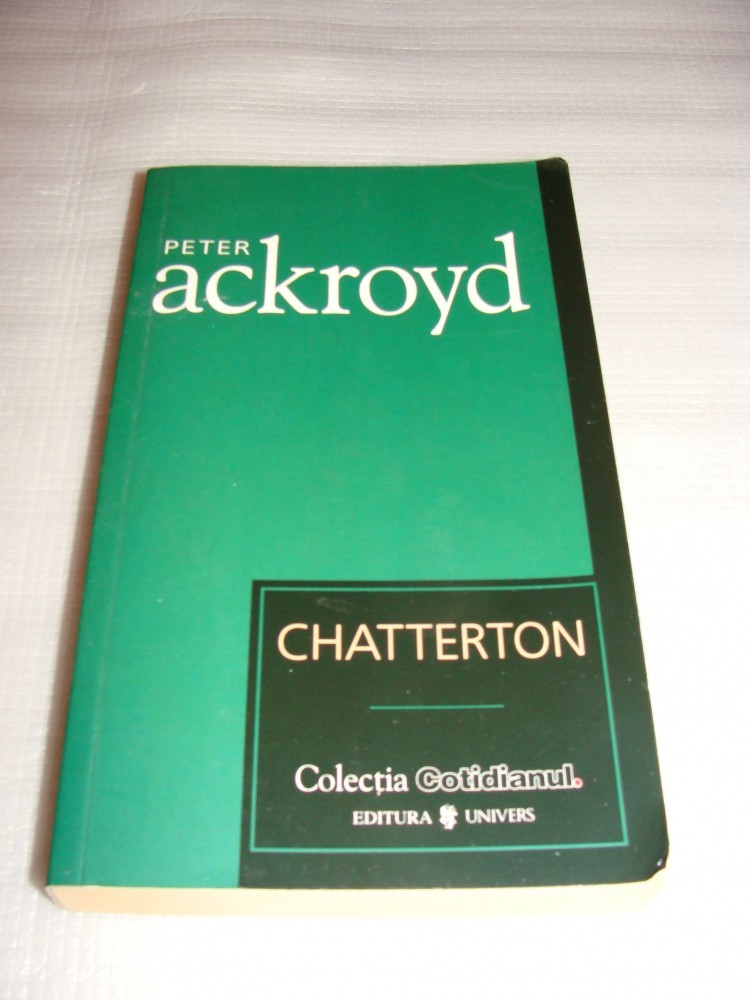 PETER
ackroyd
CHATTERTON
Colecția Cotidianul.
EDITURA UNIVERS